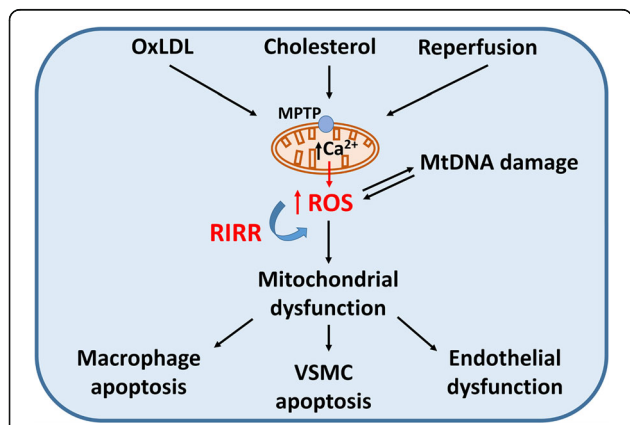 OxLDL Cholesterol Reperfusion
MPTP
Ca²⁺
MtDNA damage
ROS
RIRR
Mitochondrial
dysfunction
Macrophage
apoptosis
VSMC
apoptosis
Endothelial
dysfunction